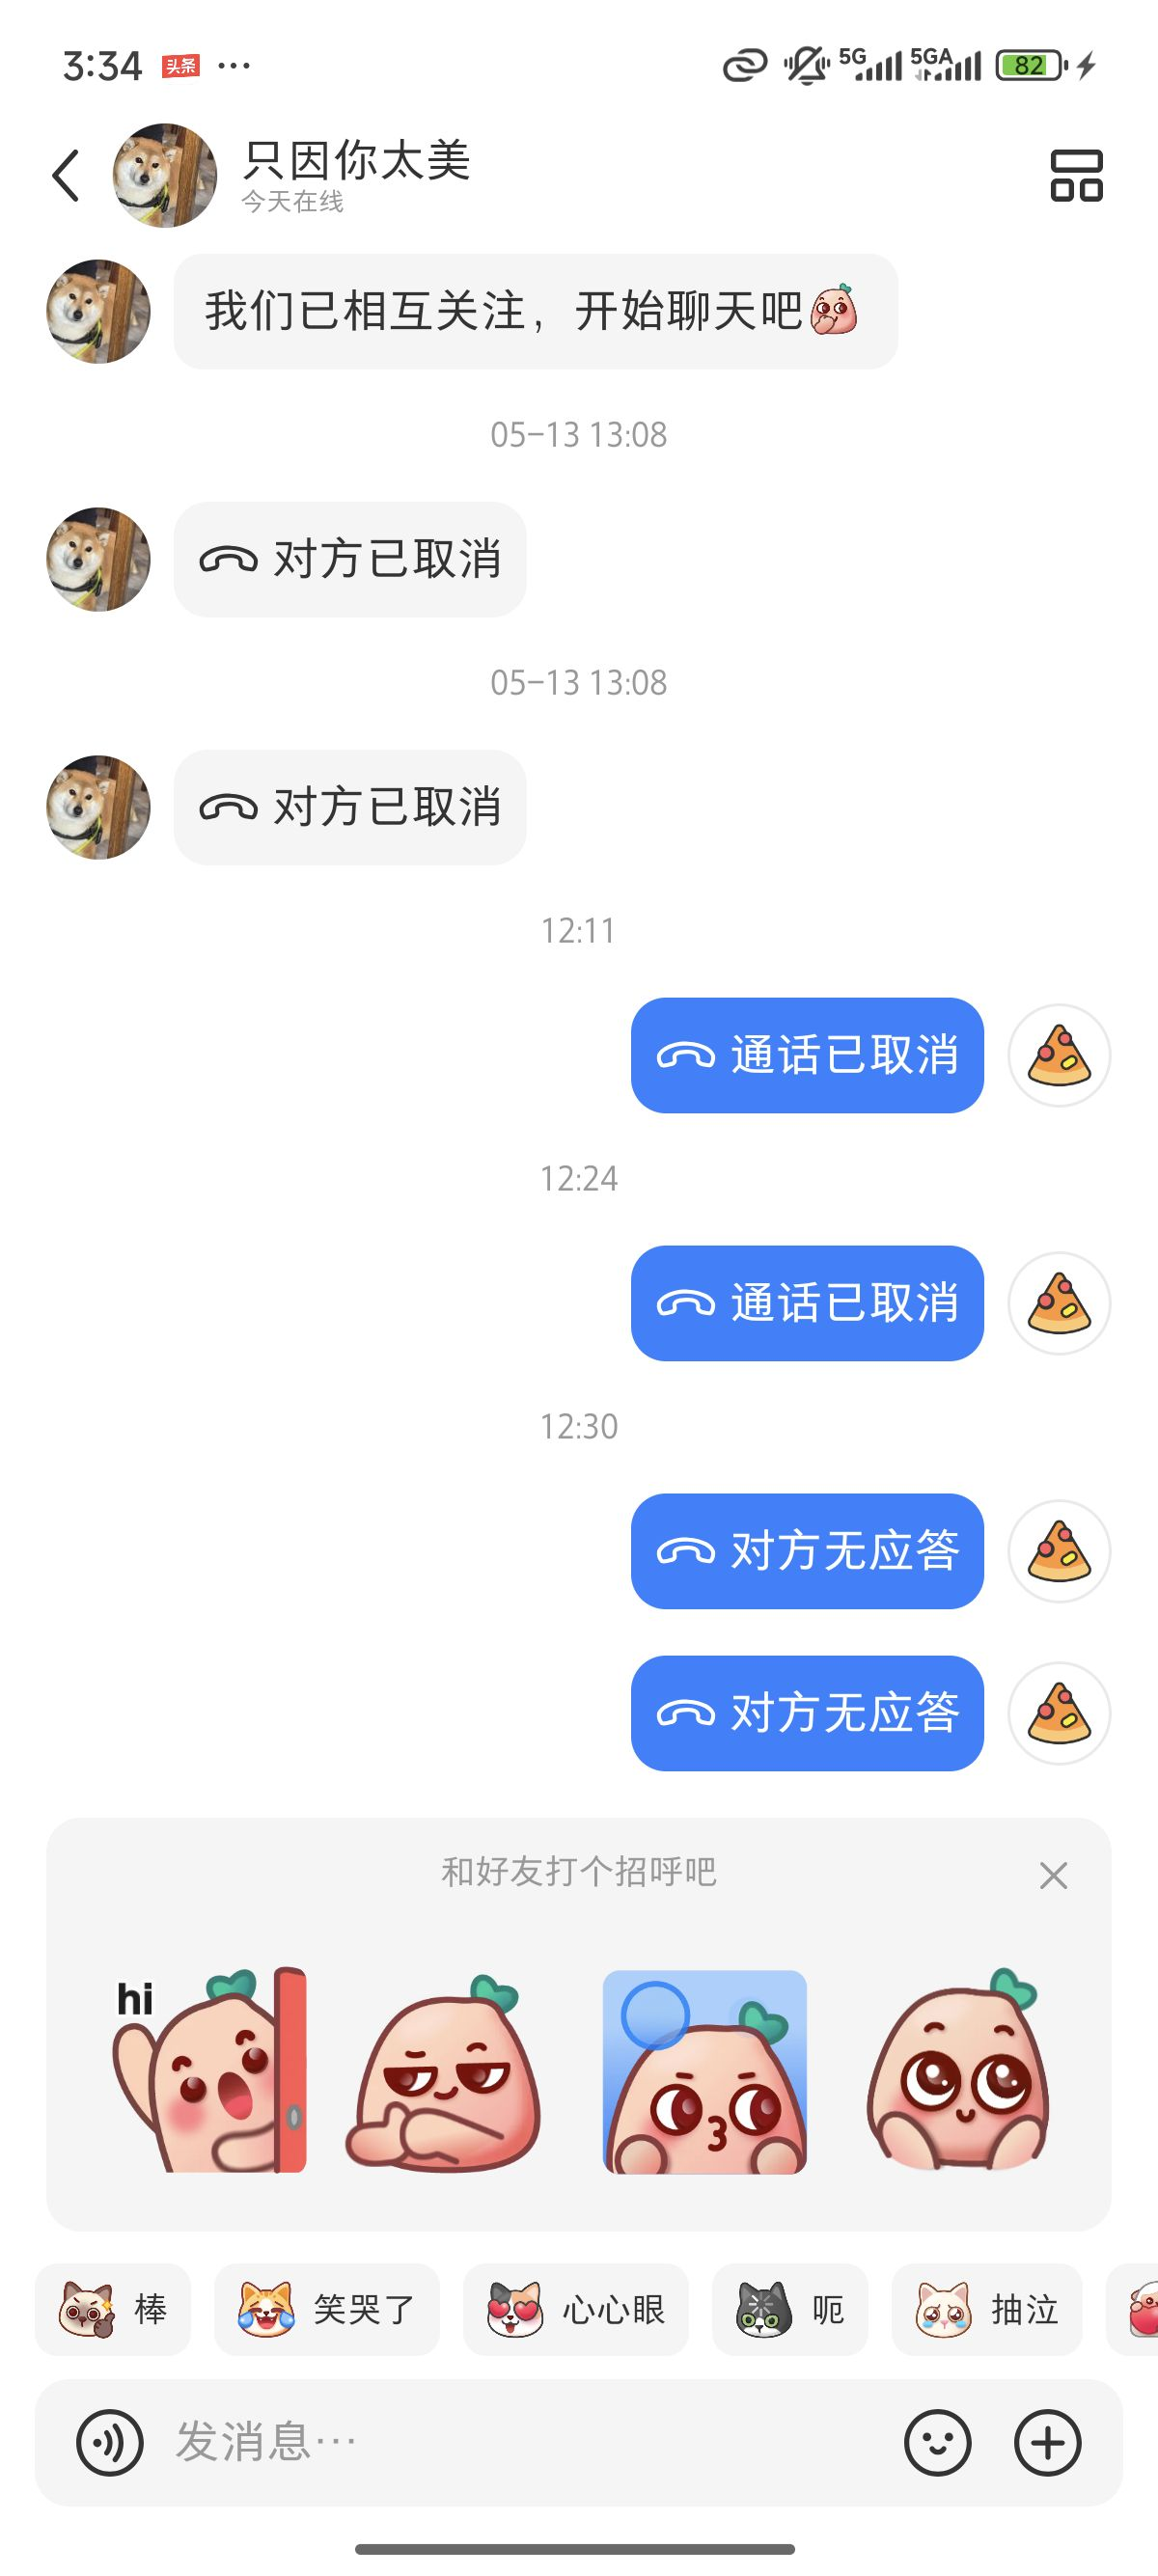 3:34 头条 ··· 5G 5GA 82
只因你太美
今天在线
我们已相互关注，开始聊天吧
05-13 13:08
对方已取消
05-13 13:08
对方已取消
12:11
通话已取消
12:24
通话已取消
12:30
对方无应答
对方无应答
和好友打个招呼吧
hi
棒 笑哭了 心心眼 呃 抽泣
发消息···